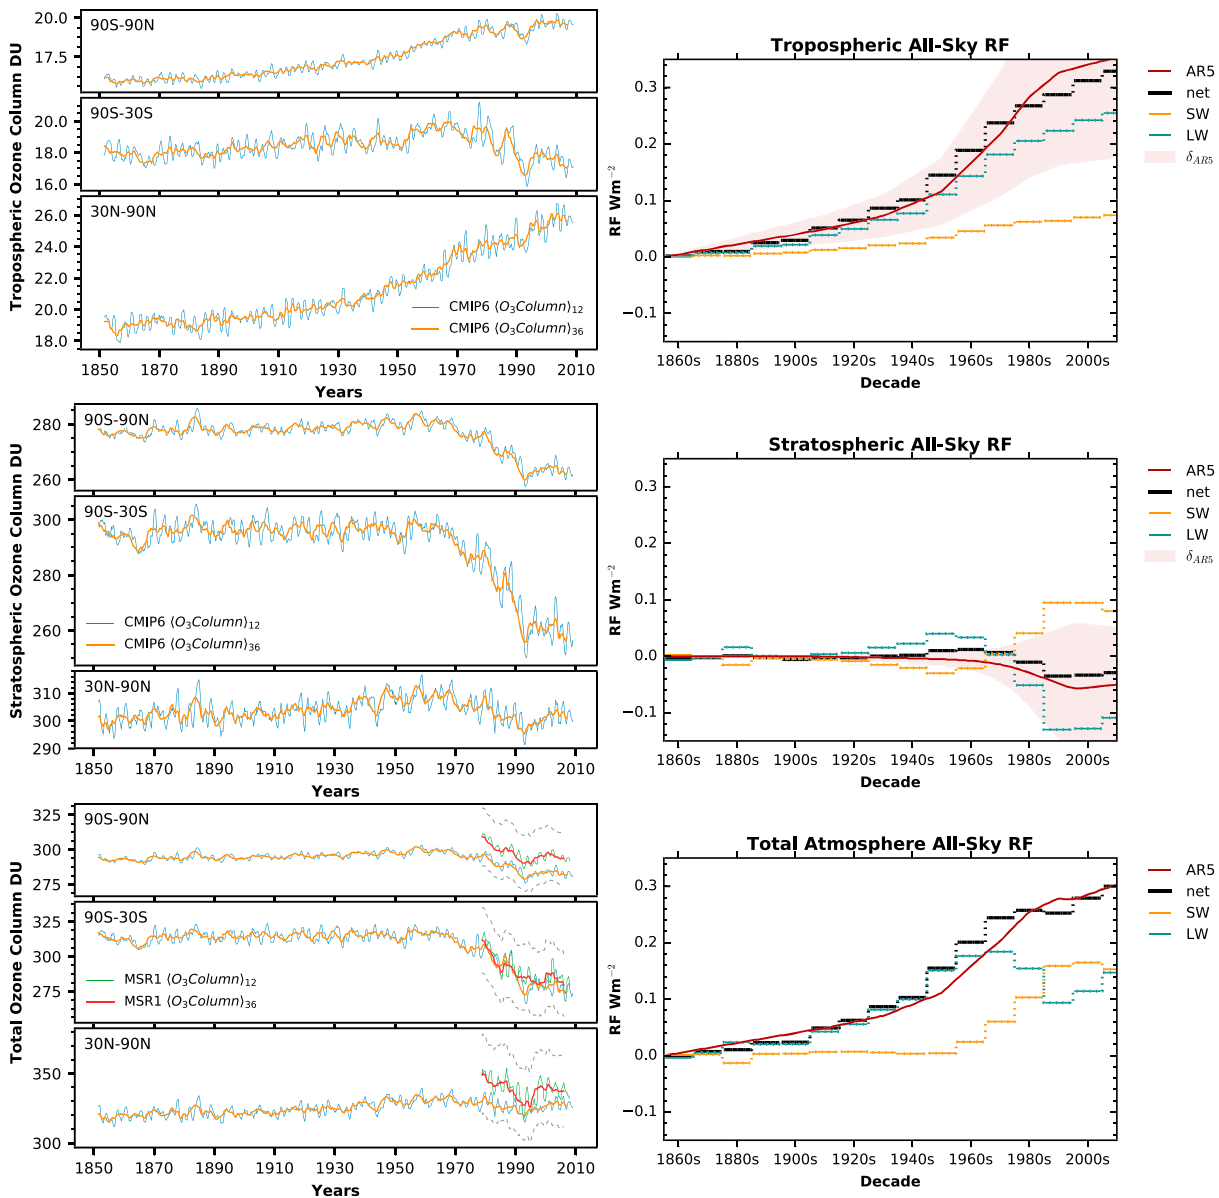 Tropospheric Ozone Column DU
90S-90N
20.0
17.5
90S-30S
20.0
18.0
16.0
30N-90N
26.0
24.0
22.0
20.0
18.0
CMIP6 ⟨O₃Column⟩₁₂
CMIP6 ⟨O₃Column⟩₃₆
1850 1870 1890 1910 1930 1950 1970 1990 2010
Years
Tropospheric All-Sky RF
RF Wm⁻²
0.3
0.2
0.1
0.0
−0.1
1860s 1880s 1900s 1920s 1940s 1960s 1980s 2000s
Decade
AR5
net
SW
LW
δ_AR5
Stratospheric Ozone Column DU
90S-90N
280
260
90S-30S
300
280
260
CMIP6 ⟨O₃Column⟩₁₂
CMIP6 ⟨O₃Column⟩₃₆
30N-90N
310
300
290
1850 1870 1890 1910 1930 1950 1970 1990 2010
Years
Stratospheric All-Sky RF
RF Wm⁻²
0.3
0.2
0.1
0.0
−0.1
1860s 1880s 1900s 1920s 1940s 1960s 1980s 2000s
Decade
AR5
net
SW
LW
δ_AR5
Total Ozone Column DU
90S-90N
325
300
275
90S-30S
325
300
275
MSR1 ⟨O₃Column⟩₁₂
MSR1 ⟨O₃Column⟩₃₆
30N-90N
350
300
1850 1870 1890 1910 1930 1950 1970 1990 2010
Years
Total Atmosphere All-Sky RF
RF Wm⁻²
0.3
0.2
0.1
0.0
−0.1
1860s 1880s 1900s 1920s 1940s 1960s 1980s 2000s
Decade
AR5
net
SW
LW